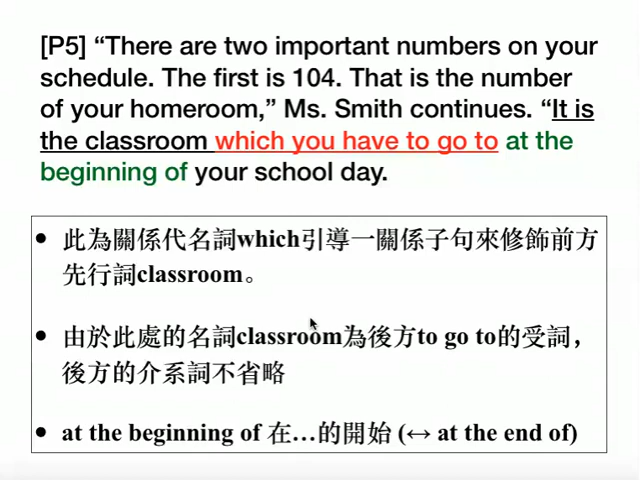 [P5] “There are two important numbers on your
schedule. The first is 104. That is the number
of your homeroom,” Ms. Smith continues. “It is
the classroom which you have to go to at the
beginning of your school day.
• 此為關係代名詞which引導一關係子句來修飾前方
先行詞classroom。
• 由於此處的名詞classroom為後方to go to的受詞，
後方的介系詞不省略
• at the beginning of 在…的開始 (↔ at the end of)